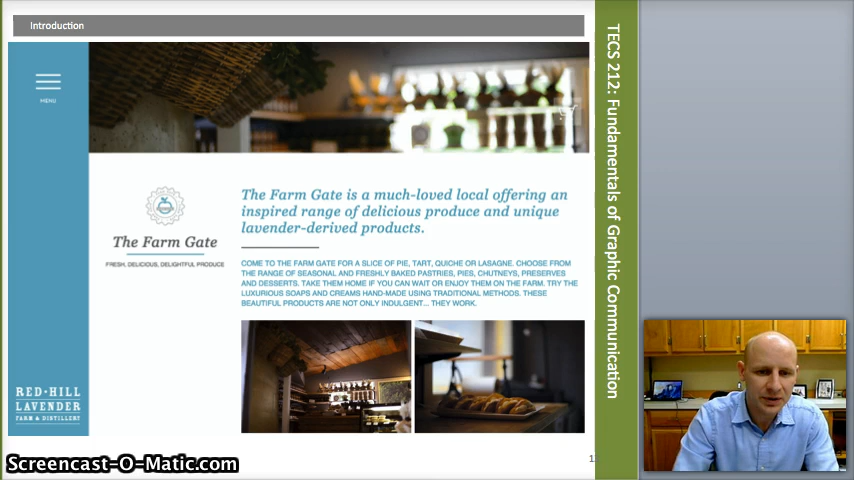 Introduction
MENU
The Farm Gate
FRESH, DELICIOUS, DELIGHTFUL PRODUCE
The Farm Gate is a much-loved local offering an
inspired range of delicious produce and unique
lavender-derived products.
COME TO THE FARM GATE FOR A SLICE OF PIE, TART, QUICHE OR LASAGNE. CHOOSE FROM
THE RANGE OF SEASONAL AND FRESHLY BAKED PASTRIES, PIES, CHUTNEYS, PRESERVES
AND DESSERTS. TAKE THEM HOME IF YOU CAN WAIT OR ENJOY THEM ON THE FARM. TRY THE
LUXURIOUS SOAPS AND CREAMS HAND-MADE USING TRADITIONAL METHODS. THESE
BEAUTIFUL PRODUCTS ARE NOT ONLY INDULGENT... THEY WORK.
RED·HILL
LAVENDER
FARM & DISTILLERY
TECS 212: Fundamentals of Graphic Communication
Screencast-O-Matic.com